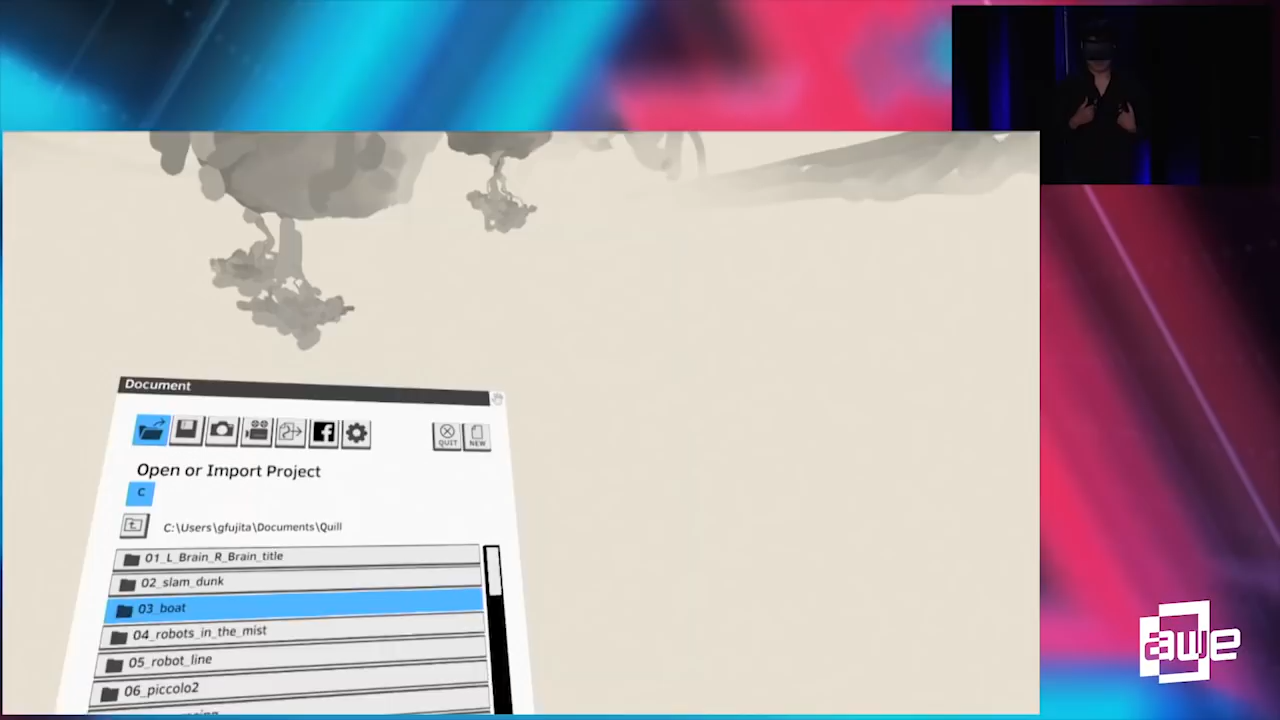 Document
QUIT
NEW
Open or Import Project
C
C:\Users\gfujita\Documents\Quill
01_L_Brain_R_Brain_title
02_slam_dunk
03_boat
04_robots_in_the_mist
05_robot_line
06_piccolo2
awe